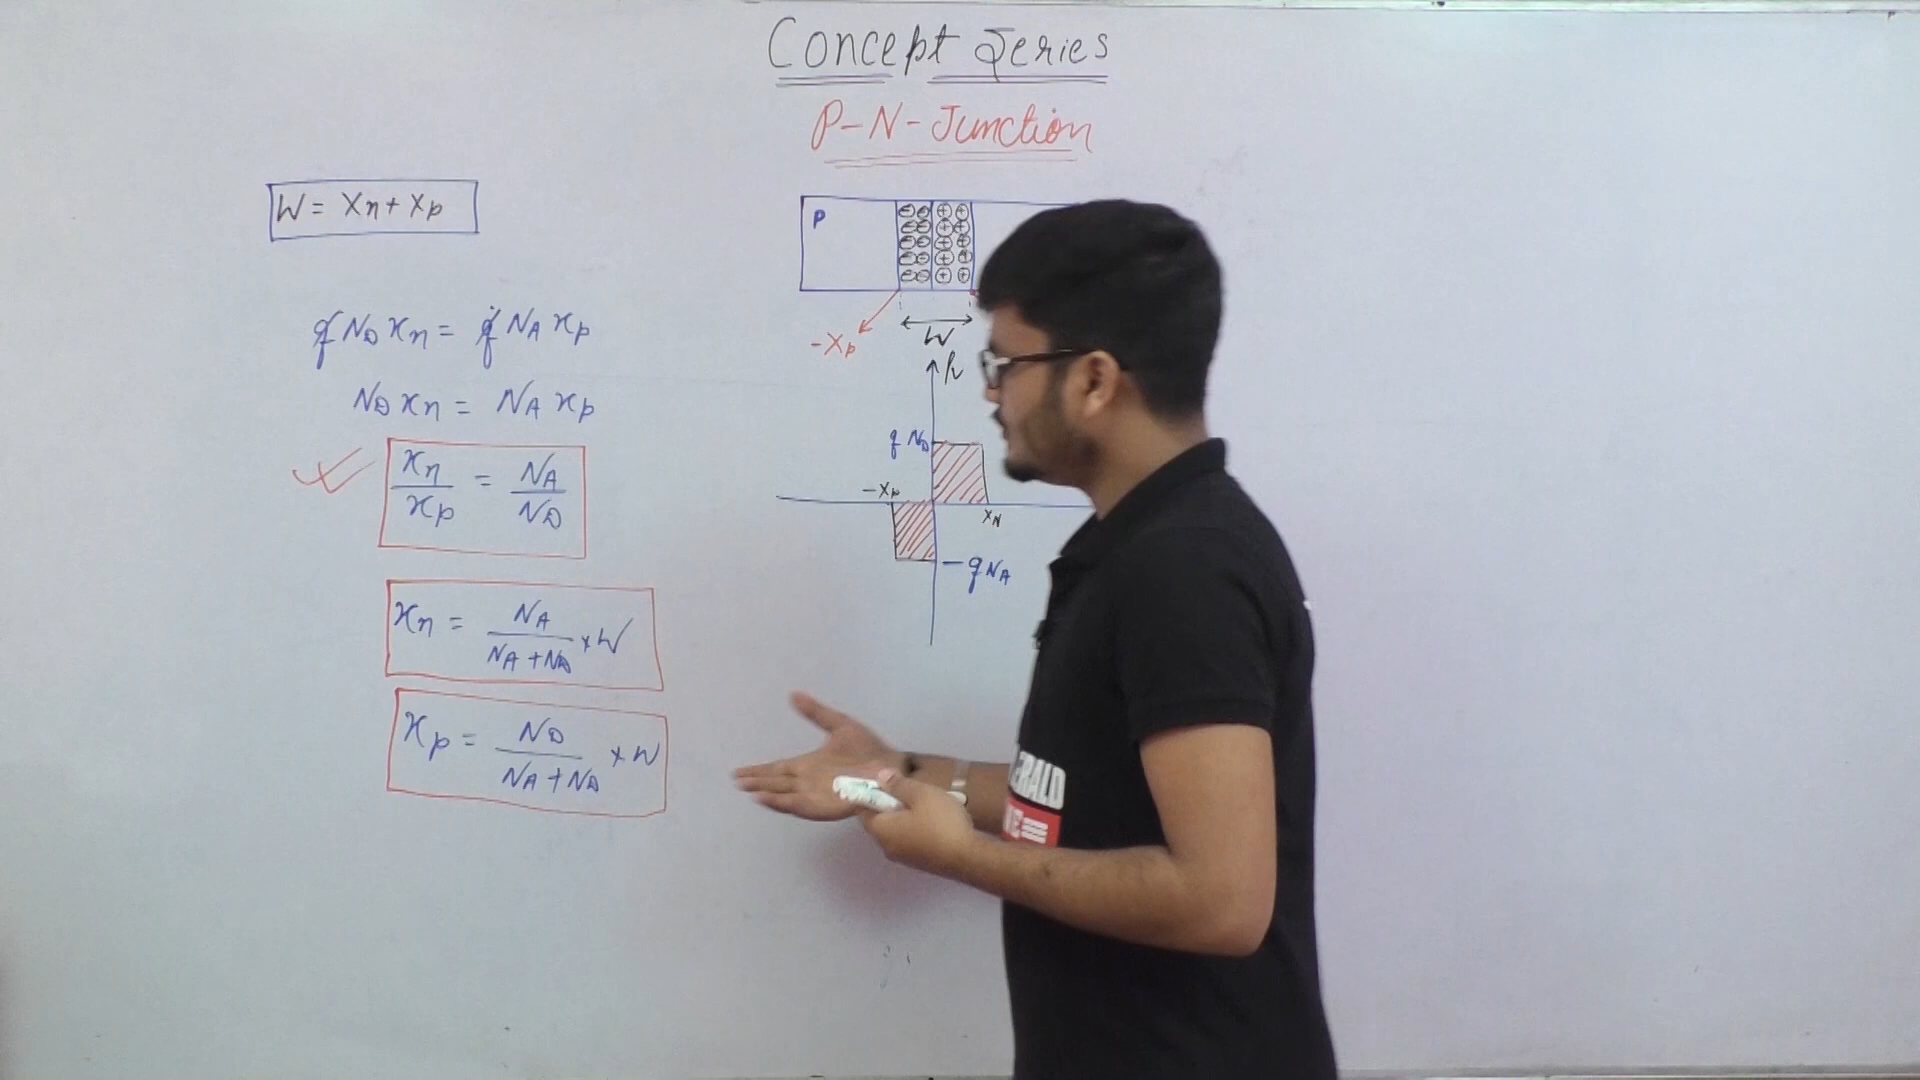 Concept Series
P-N-Junction
W = Xn + Xp
P
q ND xn = q NA xp
-Xp
W
ND xn = NA xp
q ND
xn/xp = NA/ND
-Xp
XN
- q NA
xn = NA/(NA + ND) × W
xp = ND/(NA + ND) × W
ERALD